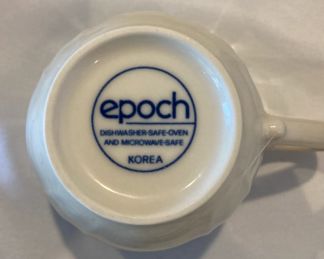 epoch
DISHWASHER-SAFE-OVEN
AND MICROWAVE-SAFE
KOREA